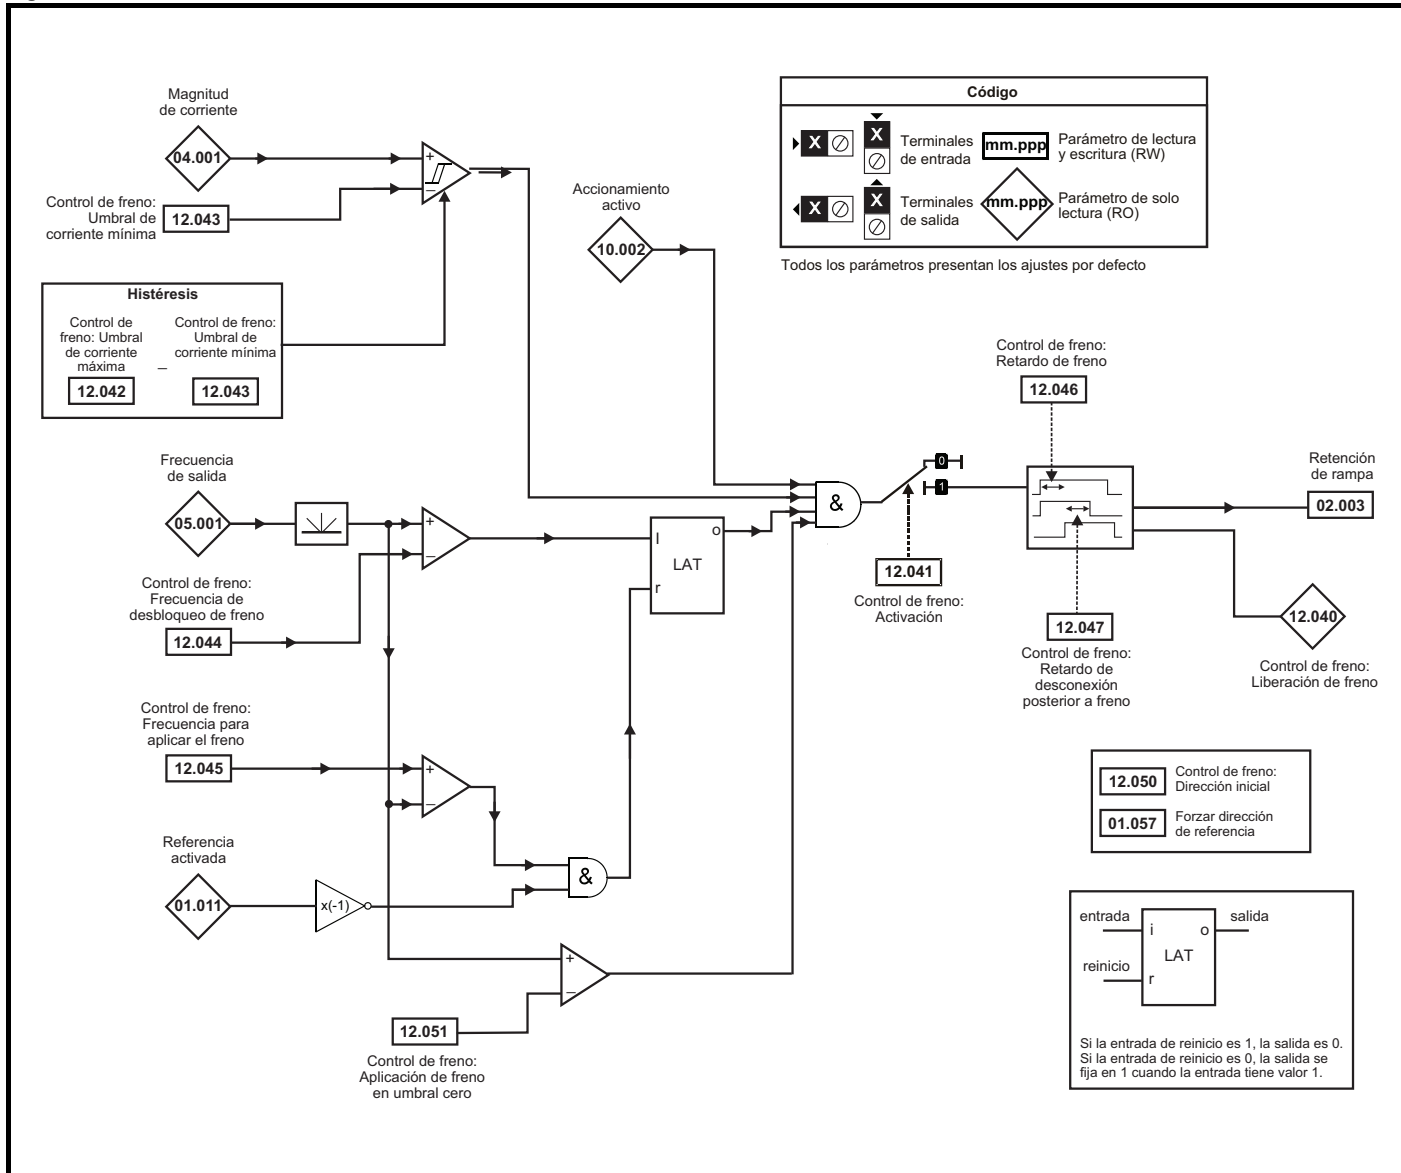 Magnitud
de corriente
04.001
+
−
Control de freno:
Umbral de
corriente mínima
12.043
Histéresis
Control de
freno: Umbral
de corriente
máxima
12.042
−
Control de freno:
Umbral de
corriente mínima
12.043
Accionamiento
activo
10.002
Código
X
X
Terminales
de entrada
mm.ppp
Parámetro de lectura
y escritura (RW)
X
X
Terminales
de salida
mm.ppp
Parámetro de solo
lectura (RO)
Todos los parámetros presentan los ajustes por defecto
Control de freno:
Retardo de freno
12.046
Frecuencia
de salida
05.001
+
−
I
o
LAT
r
&
0
1
12.041
Control de freno:
Activación
Retención
de rampa
02.003
Control de freno:
Frecuencia de
desbloqueo de freno
12.044
12.047
Control de freno:
Retardo de
desconexión
posterior a freno
12.040
Control de freno:
Liberación de freno
Control de freno:
Frecuencia para
aplicar el freno
12.045
+
−
Referencia
activada
01.011
x(-1)
&
+
−
12.051
Control de freno:
Aplicación de freno
en umbral cero
12.050
Control de freno:
Dirección inicial
01.057
Forzar dirección
de referencia
entrada
i
o
salida
LAT
reinicio
r
Si la entrada de reinicio es 1, la salida es 0.
Si la entrada de reinicio es 0, la salida se
fija en 1 cuando la entrada tiene valor 1.